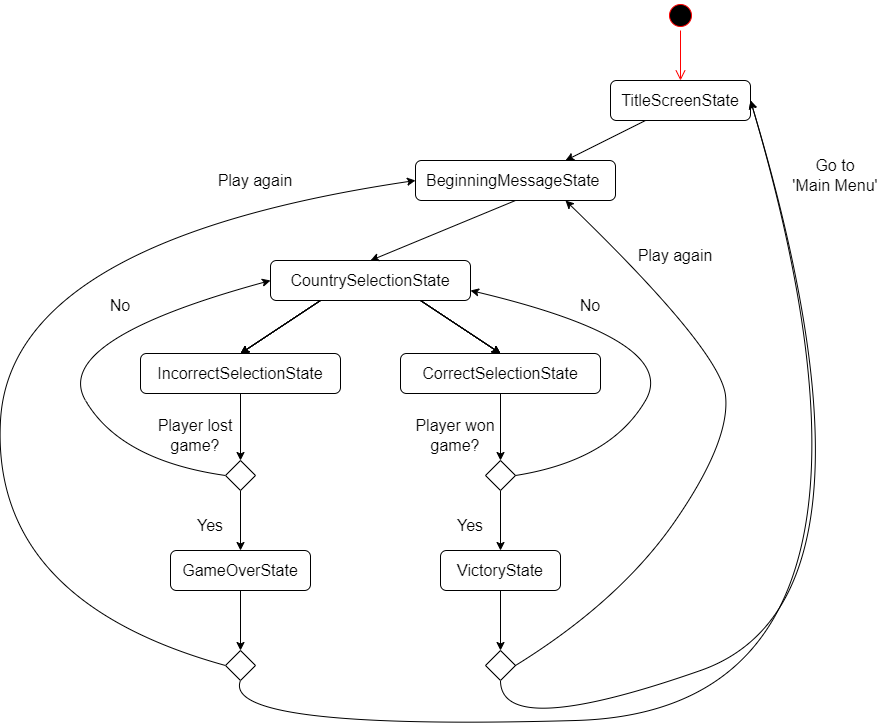 TitleScreenState
Go to
'Main Menu'
Play again
BeginningMessageState
Play again
CountrySelectionState
No
No
IncorrectSelectionState
CorrectSelectionState
Player lost
game?
Player won
game?
Yes
Yes
GameOverState
VictoryState